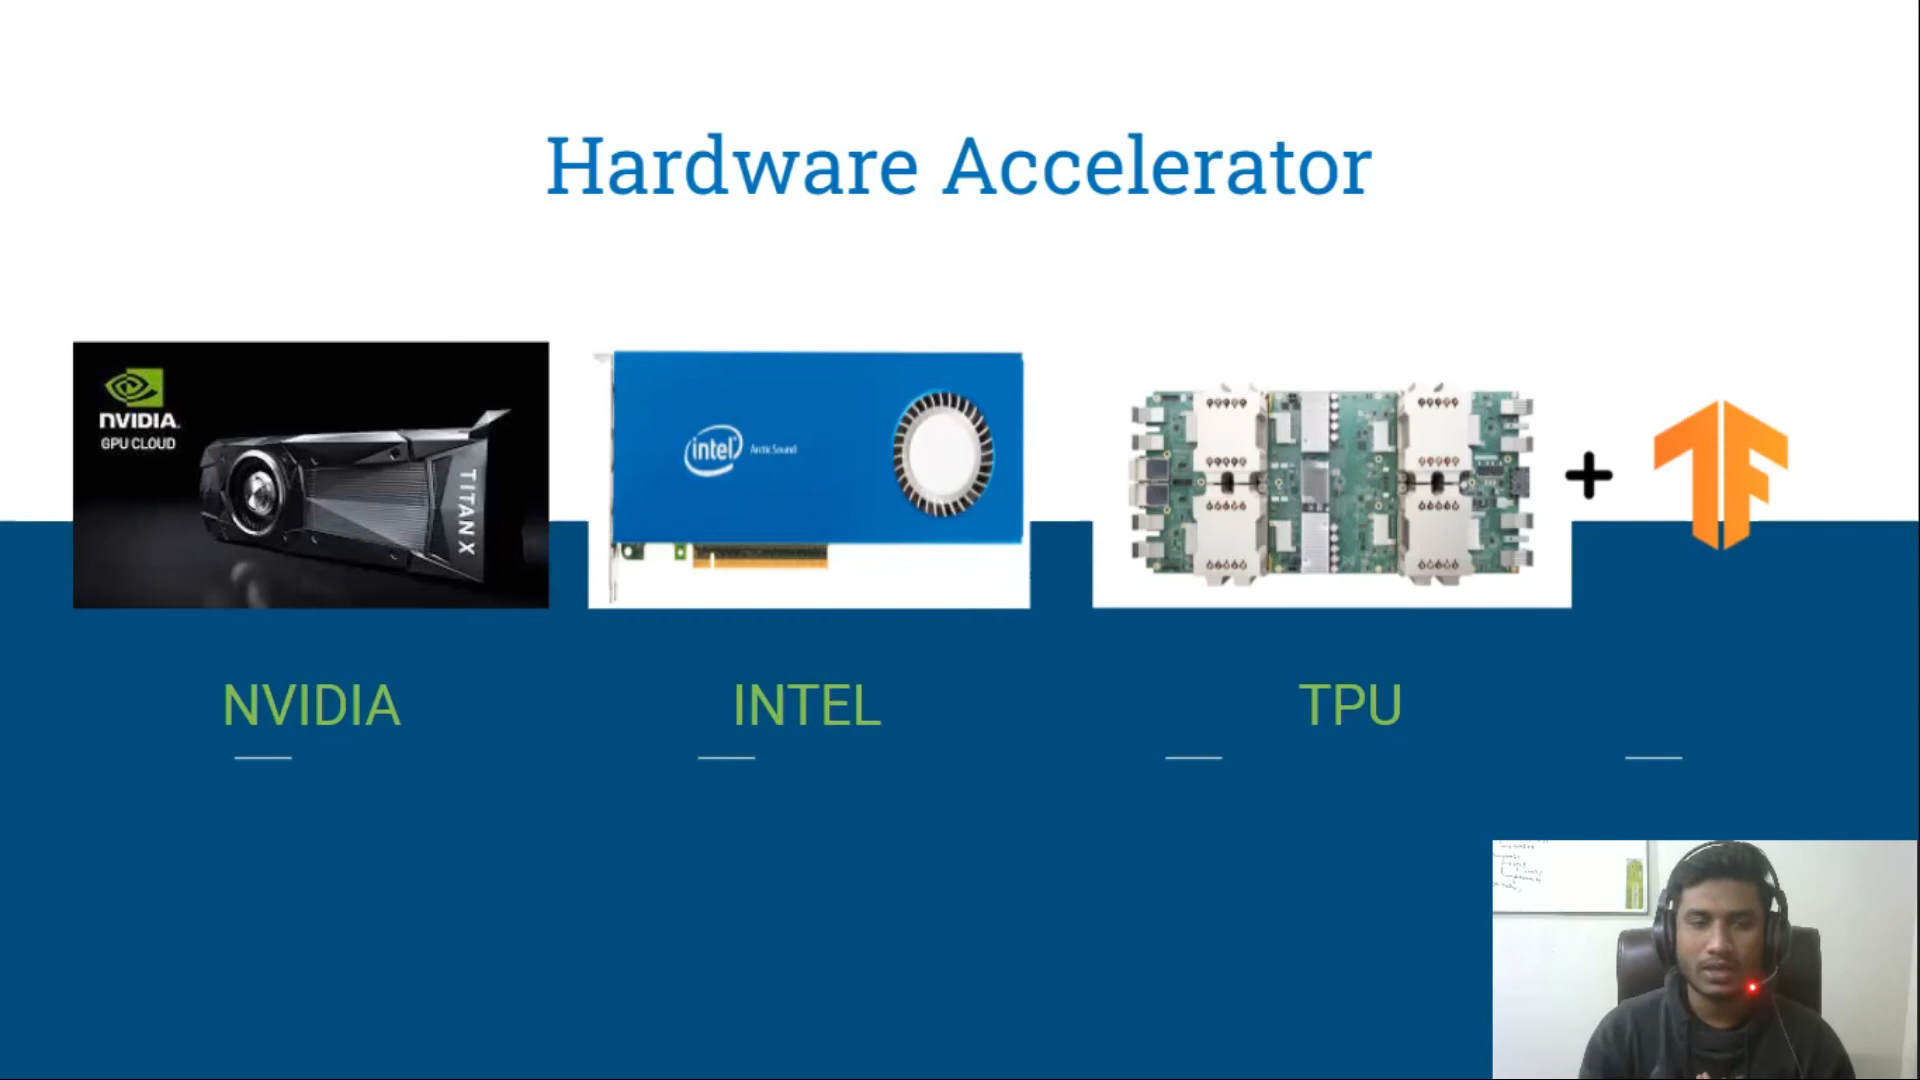 Hardware Accelerator
NVIDIA.
GPU CLOUD
TITAN X
intel
Arctic Sound
NVIDIA
INTEL
TPU